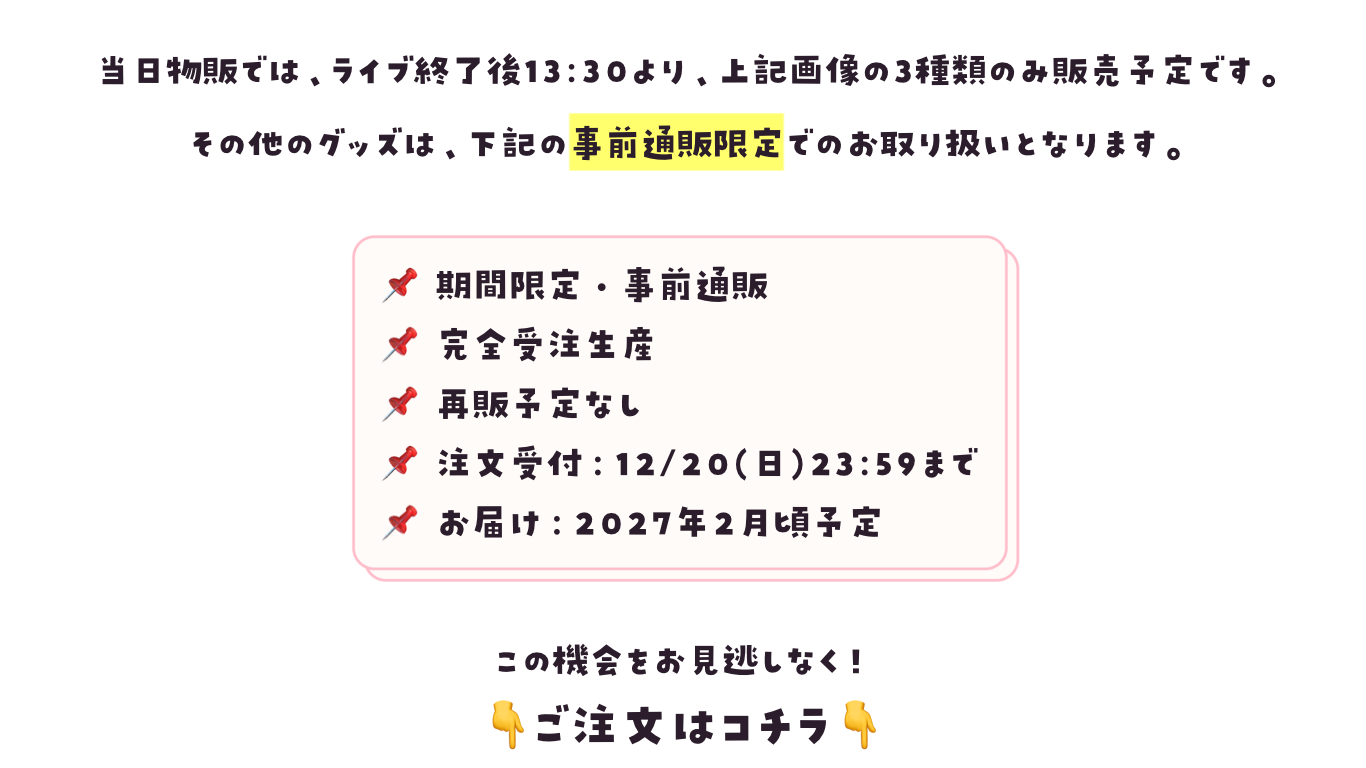 当日物販では、ライブ終了後13:30より、上記画像の3種類のみ販売予定です。
その他のグッズは、下記の事前通販限定でのお取り扱いとなります。
📌 期間限定・事前通販
📌 完全受注生産
📌 再販予定なし
📌 注文受付:12/20(日)23:59まで
📌 お届け:2027年2月頃予定
この機会をお見逃しなく!
👇ご注文はコチラ👇